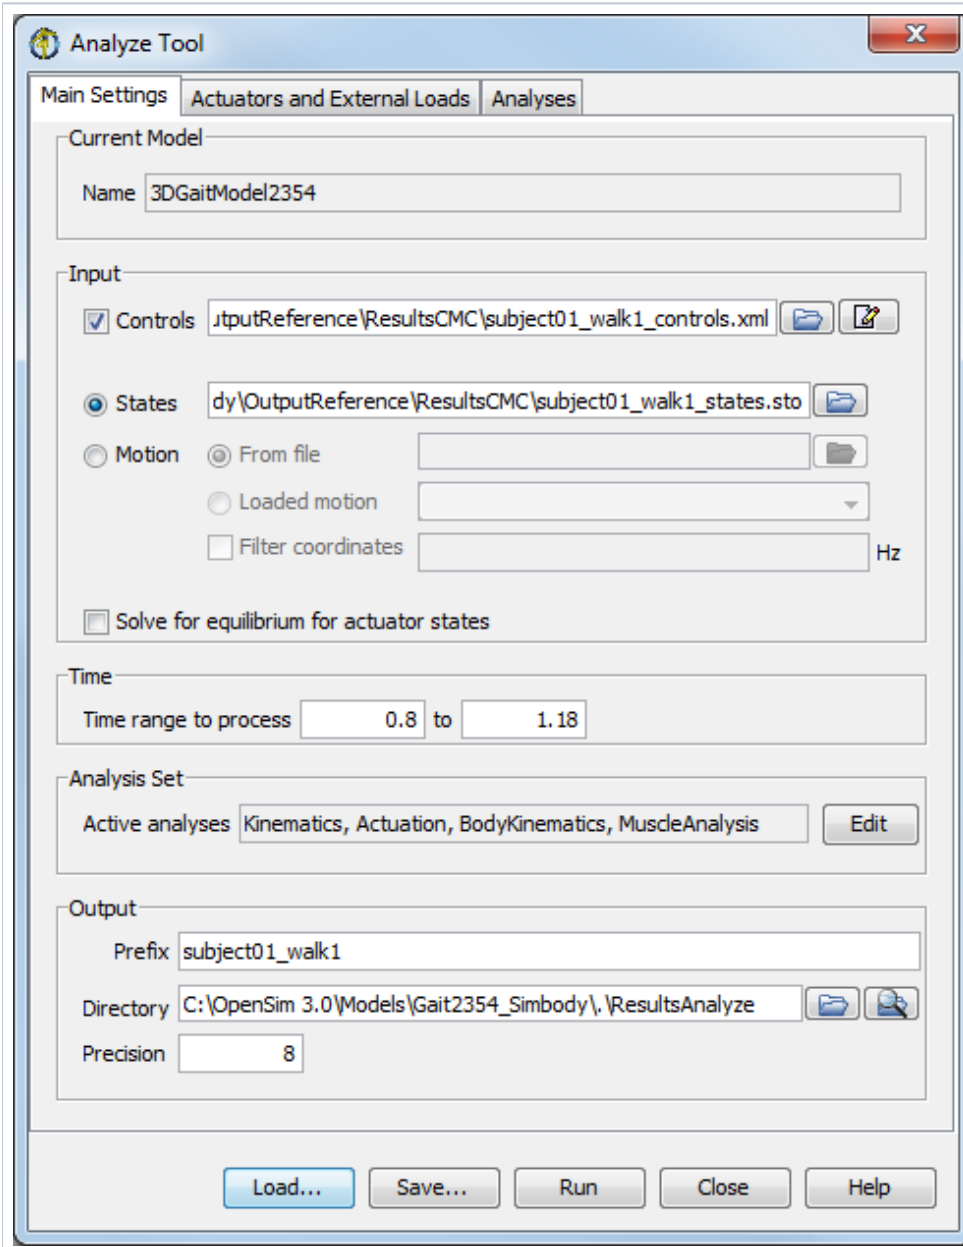 Analyze Tool
Main Settings Actuators and External Loads Analyses
Current Model
Name 3DGaitModel2354
Input
Controls utputReference\ResultsCMC\subject01_walk1_controls.xml
States dy\OutputReference\ResultsCMC\subject01_walk1_states.sto
Motion From file
Loaded motion
Filter coordinates Hz
Solve for equilibrium for actuator states
Time
Time range to process 0.8 to 1.18
Analysis Set
Active analyses Kinematics, Actuation, BodyKinematics, MuscleAnalysis Edit
Output
Prefix subject01_walk1
Directory C:\OpenSim 3.0\Models\Gait2354_Simbody\.\ResultsAnalyze
Precision 8
Load... Save... Run Close Help